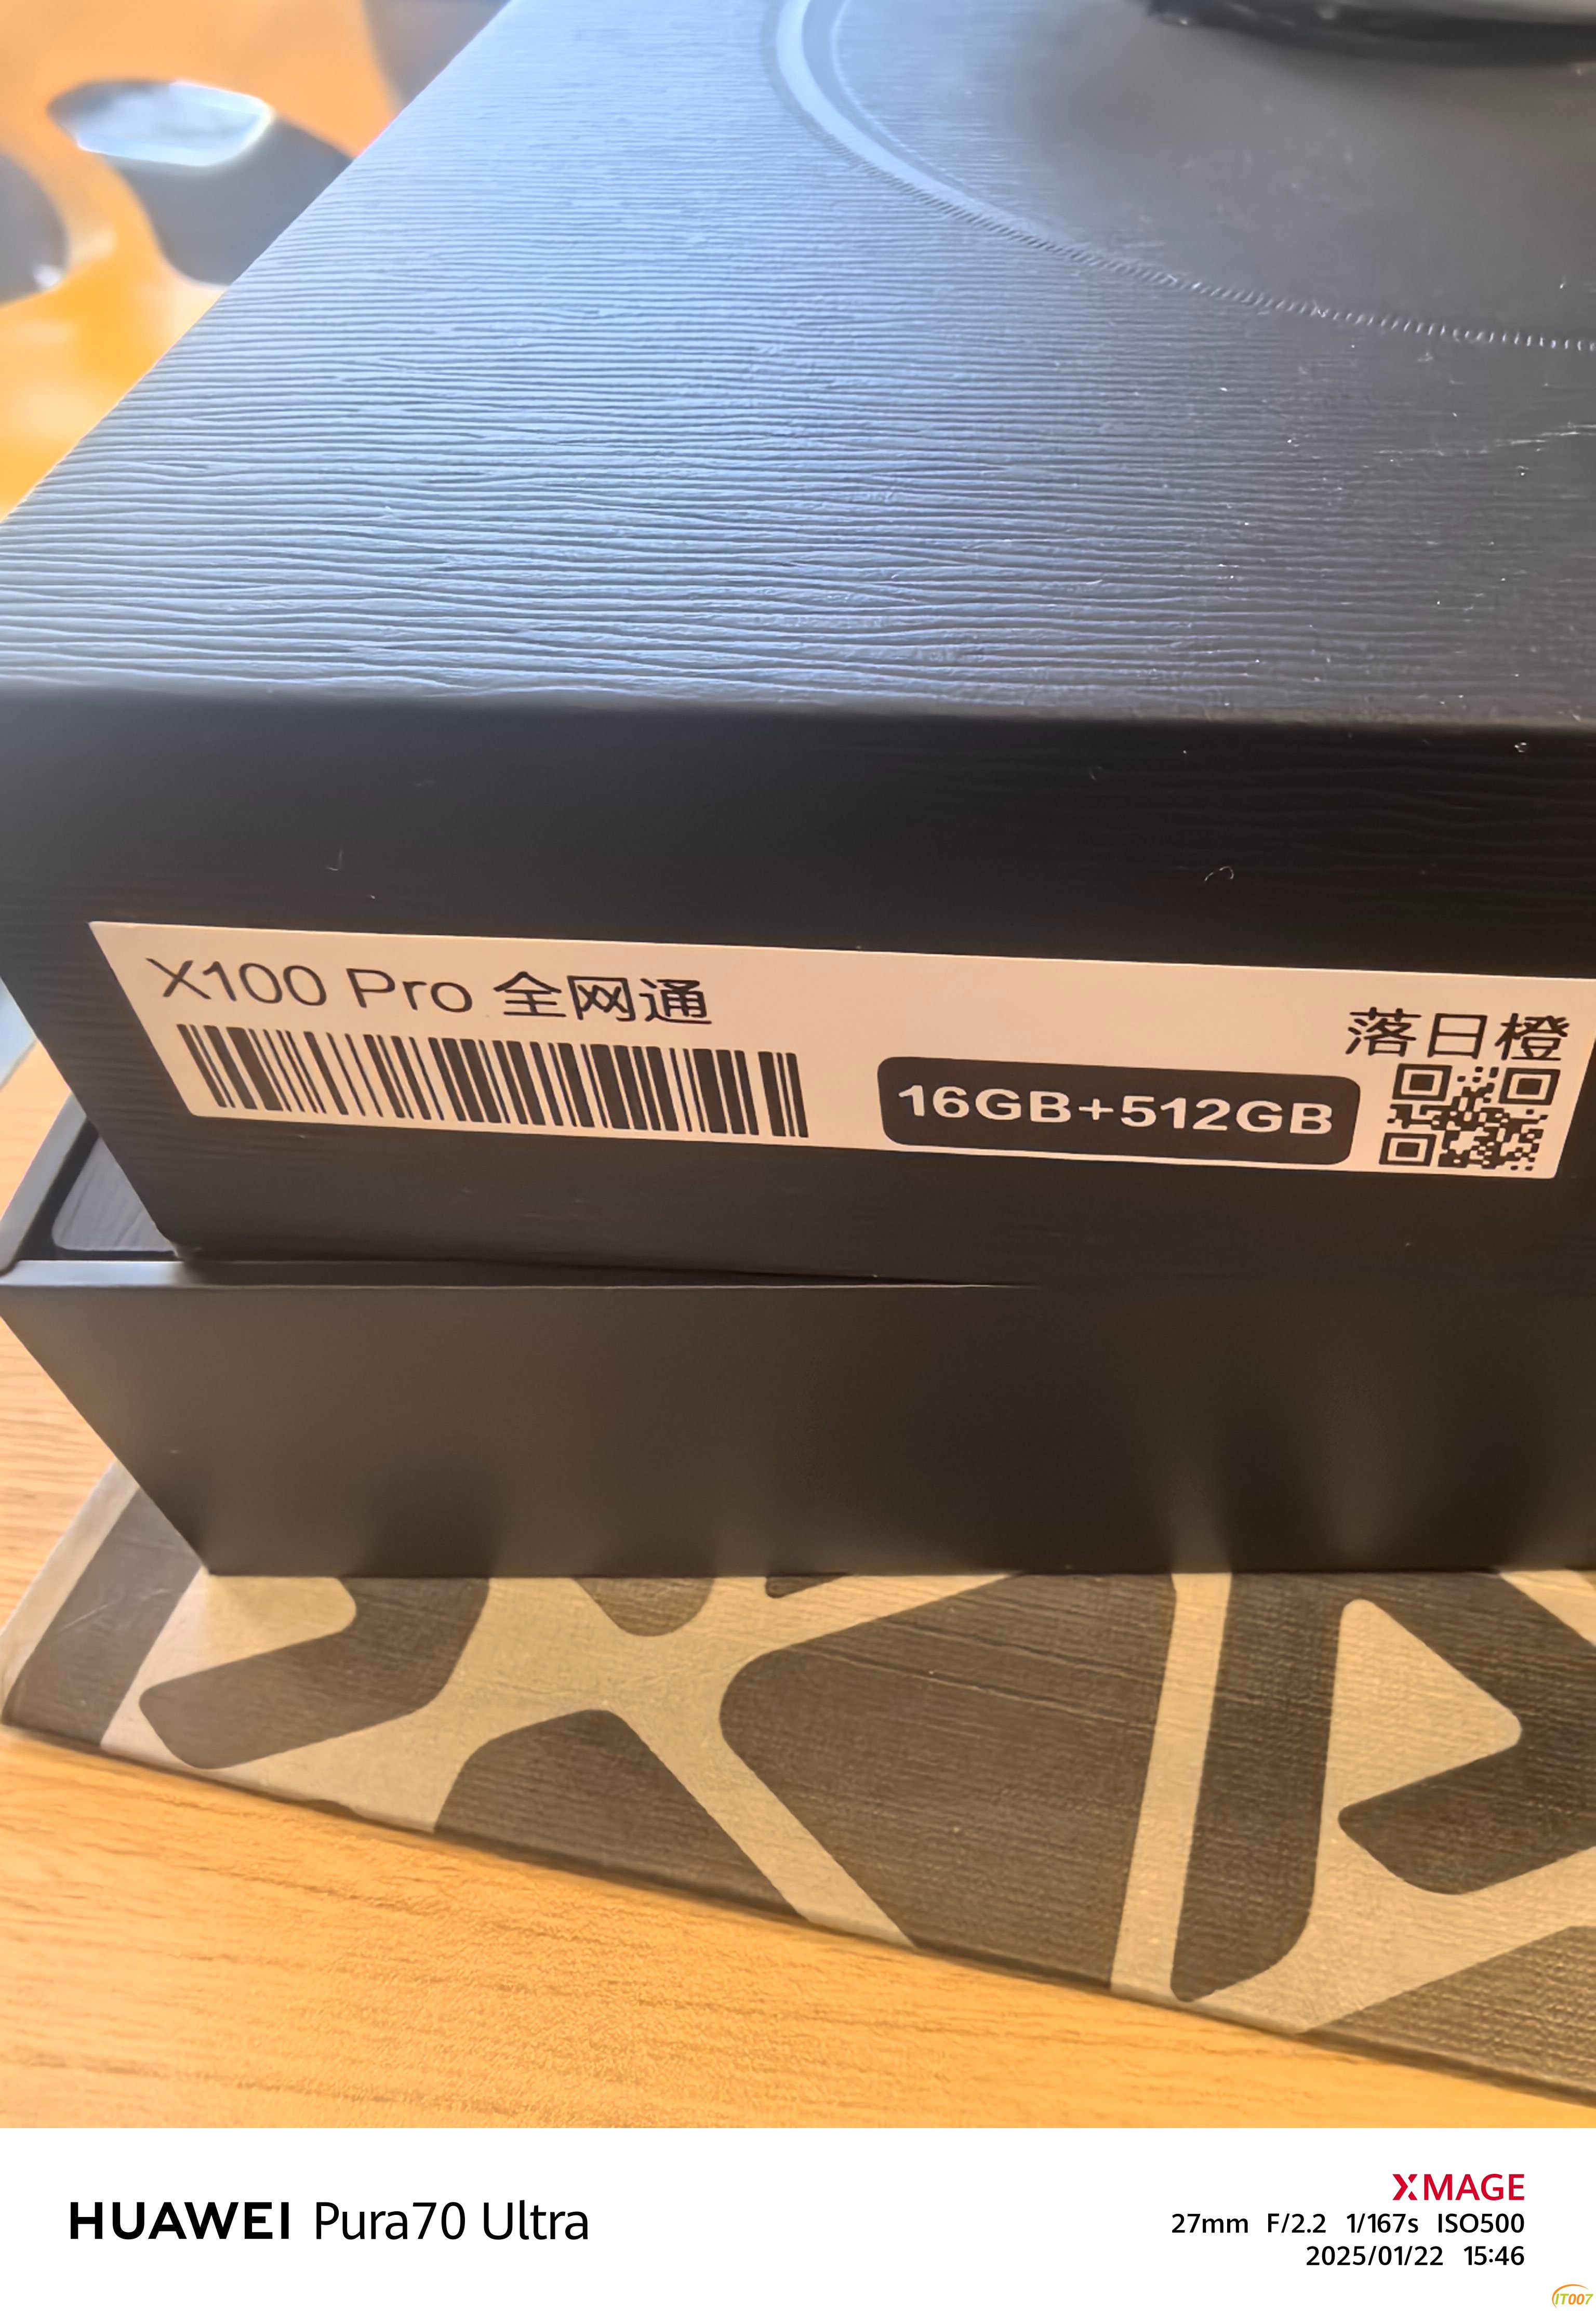 X100 Pro 全网通
落日橙
16GB+512GB
HUAWEI Pura70 Ultra
XMAGE
27mm F/2.2 1/167s ISO500
2025/01/22 15:46
IT007